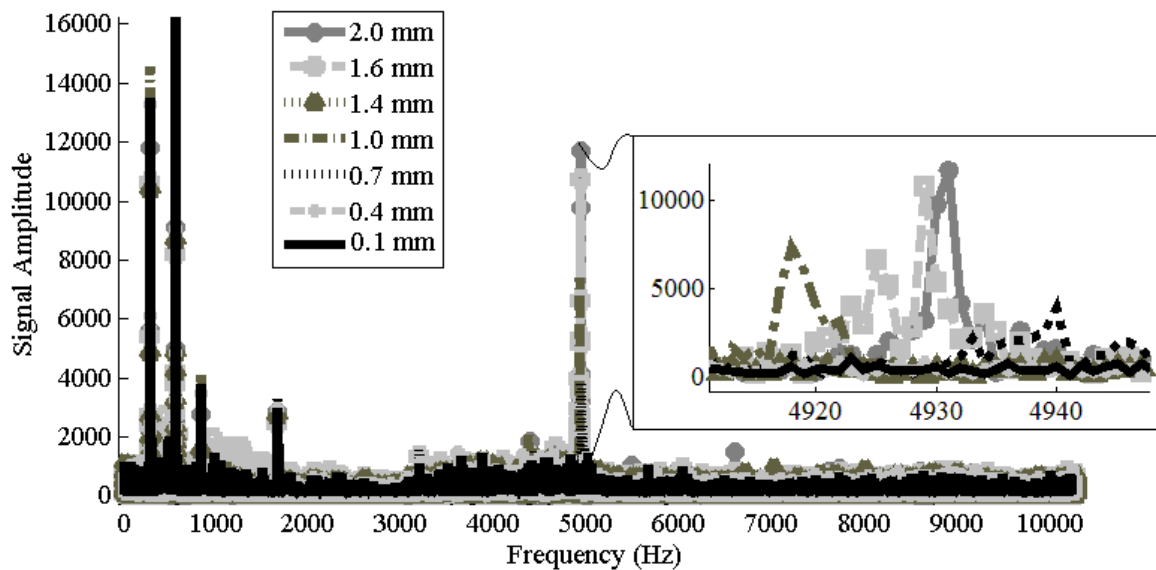 16000
14000
12000
10000
8000
6000
4000
2000
0
Signal Amplitude
2.0 mm
1.6 mm
1.4 mm
1.0 mm
0.7 mm
0.4 mm
0.1 mm
10000
5000
0
4920 4930 4940
0 1000 2000 3000 4000 5000 6000 7000 8000 9000 10000
Frequency (Hz)